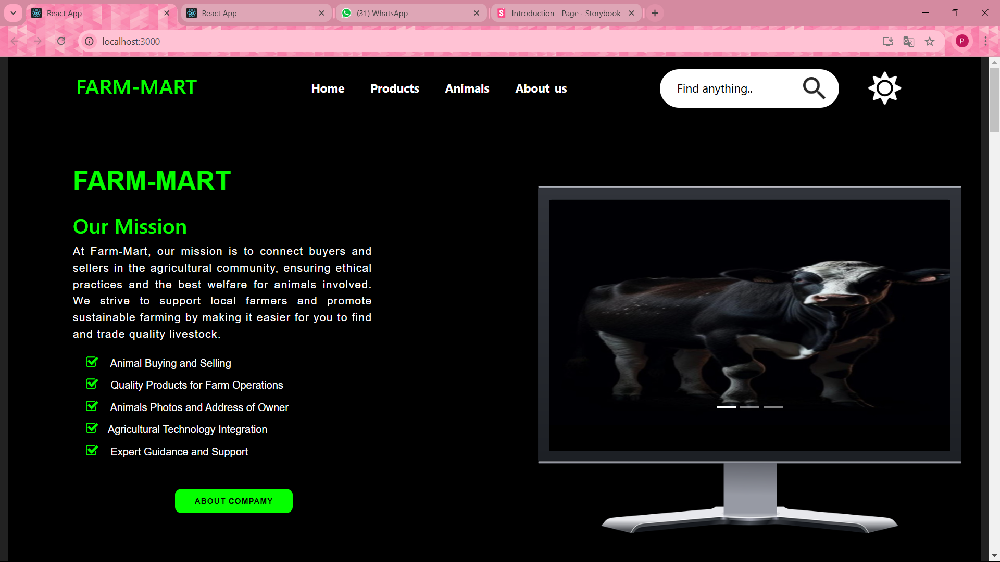 React App
React App
(31) WhatsApp
Introduction - Page · Storybook
localhost:3000
P
FARM-MART
Home
Products
Animals
About_us
Find anything..
FARM-MART
Our Mission
At Farm-Mart, our mission is to connect buyers and
sellers in the agricultural community, ensuring ethical
practices and the best welfare for animals involved.
We strive to support local farmers and promote
sustainable farming by making it easier for you to find
and trade quality livestock.
Animal Buying and Selling
Quality Products for Farm Operations
Animals Photos and Address of Owner
Agricultural Technology Integration
Expert Guidance and Support
ABOUT COMPAMY